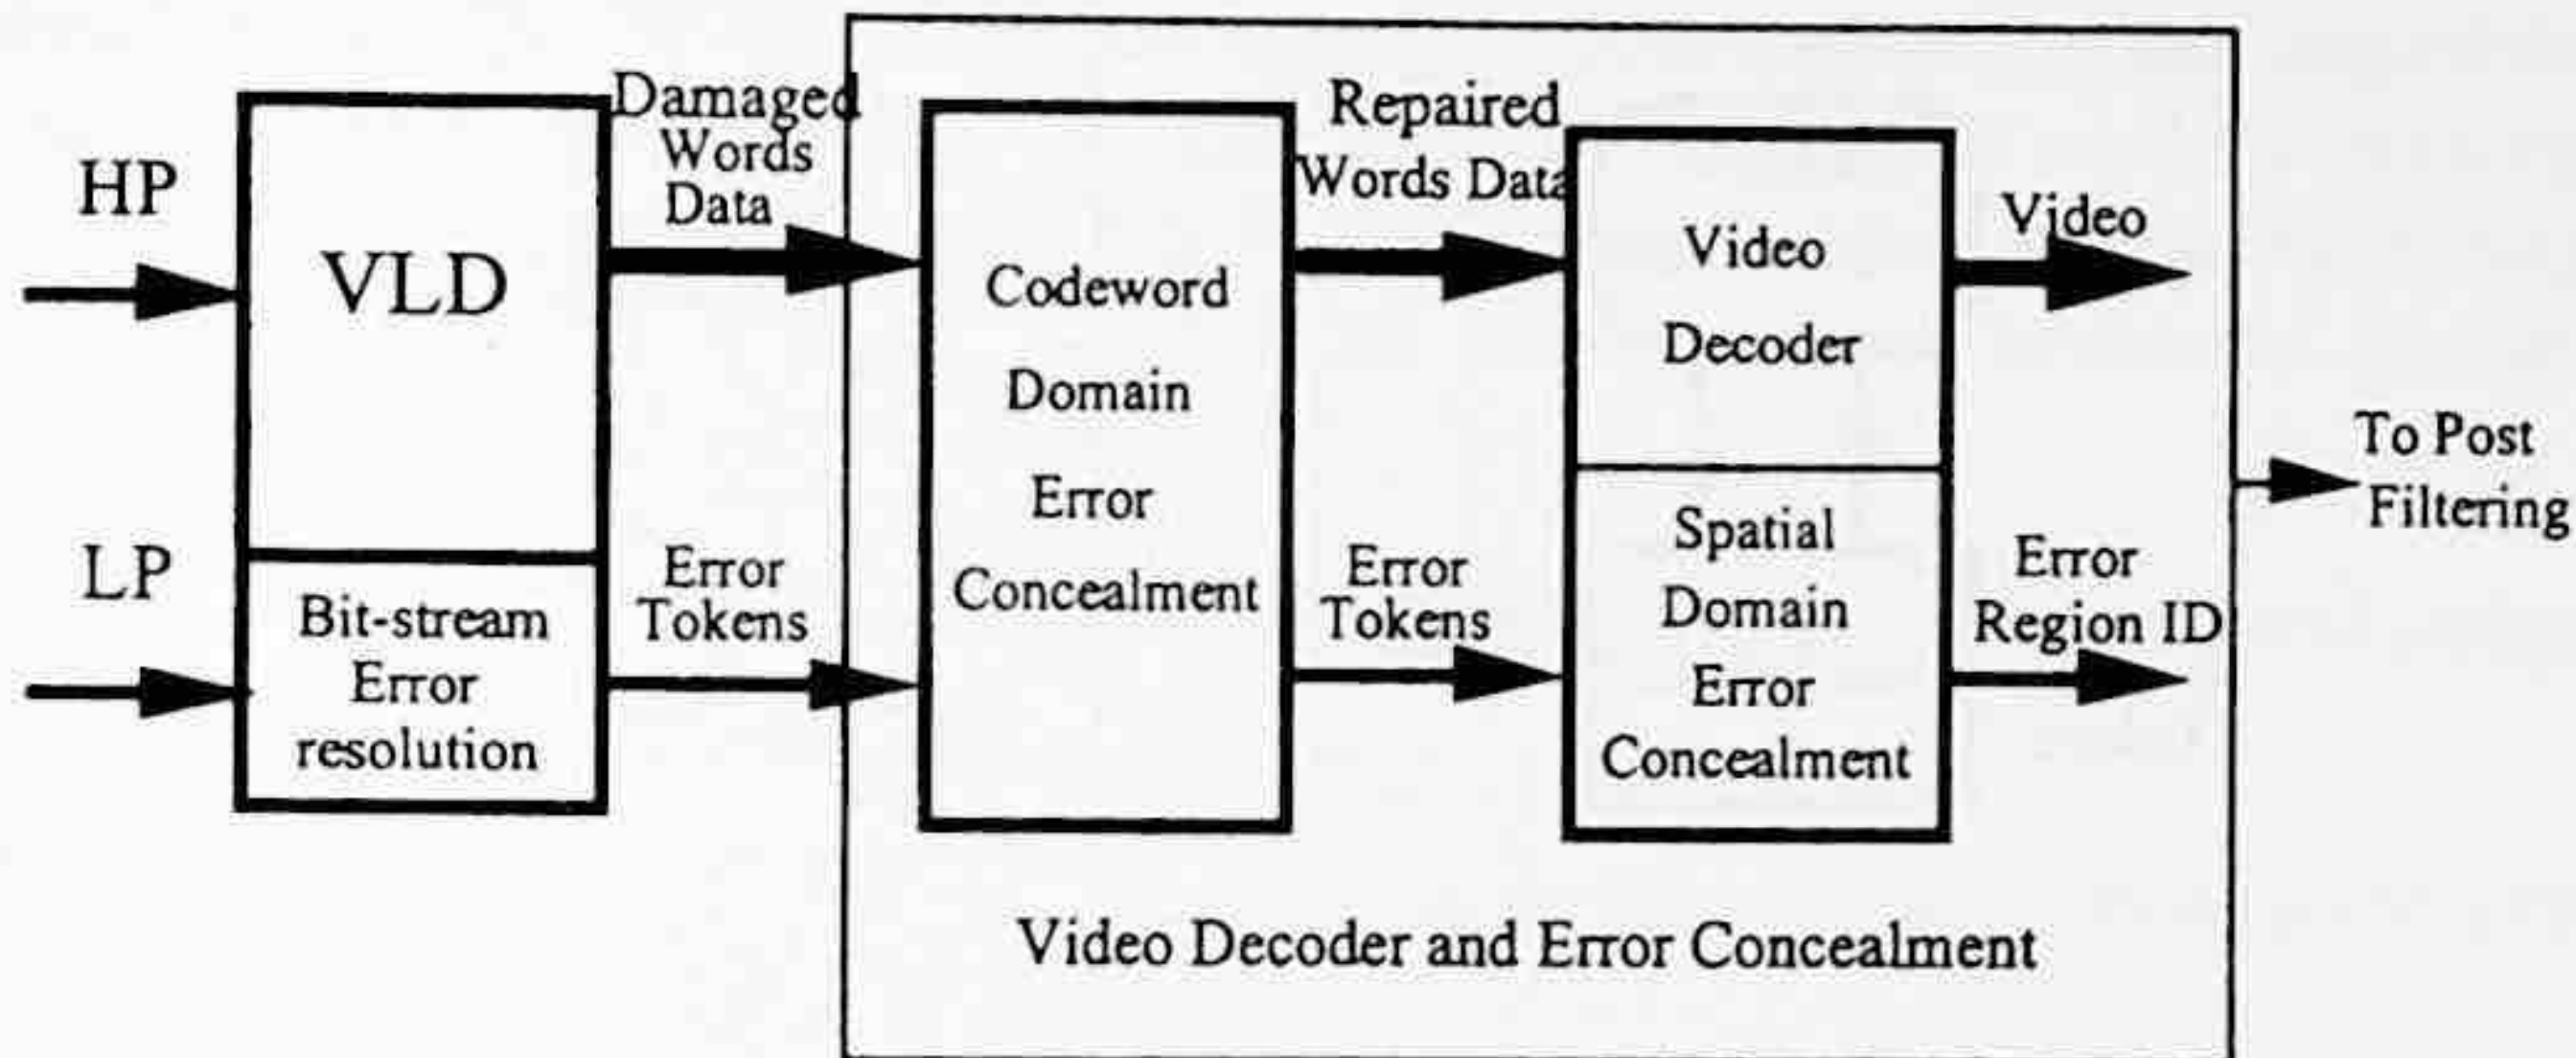 HP
LP
VLD
Bit-stream
Error
resolution
Damaged
Words
Data
Error
Tokens
Codeword
Domain
Error
Concealment
Repaired
Words Data
Error
Tokens
Video
Decoder
Spatial
Domain
Error
Concealment
Video
Error
Region ID
To Post
Filtering
Video Decoder and Error Concealment